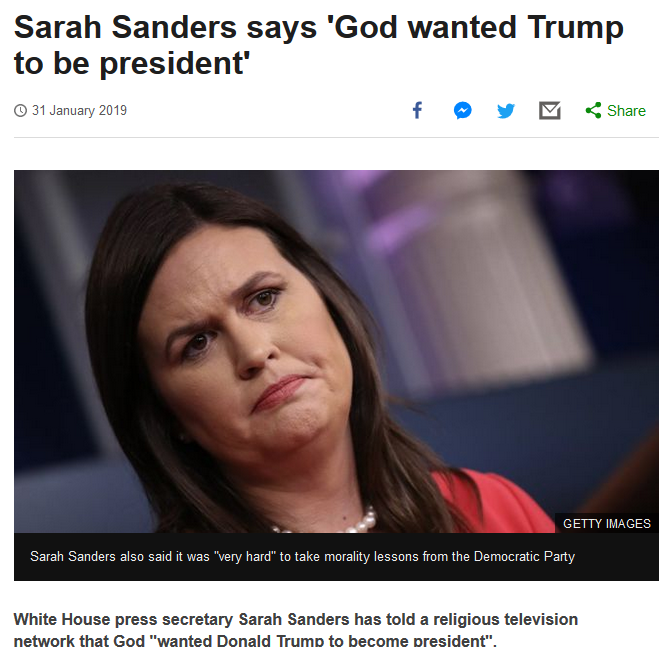 Sarah Sanders says 'God wanted Trump
to be president'
31 January 2019
Share
GETTY IMAGES
Sarah Sanders also said it was "very hard" to take morality lessons from the Democratic Party
White House press secretary Sarah Sanders has told a religious television
network that God "wanted Donald Trump to become president".